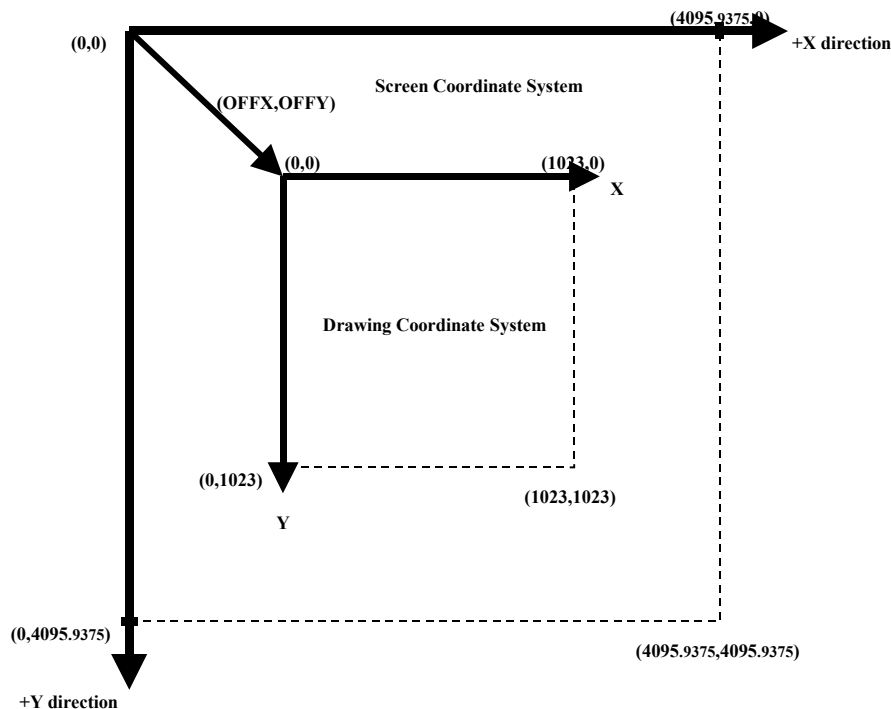 (4095.9375,0)
(0,0)
+X direction
Screen Coordinate System
(OFFX,OFFY)
(0,0)
(1023,0)
X
Drawing Coordinate System
(0,1023)
(1023,1023)
Y
(0,4095.9375)
(4095.9375,4095.9375)
+Y direction